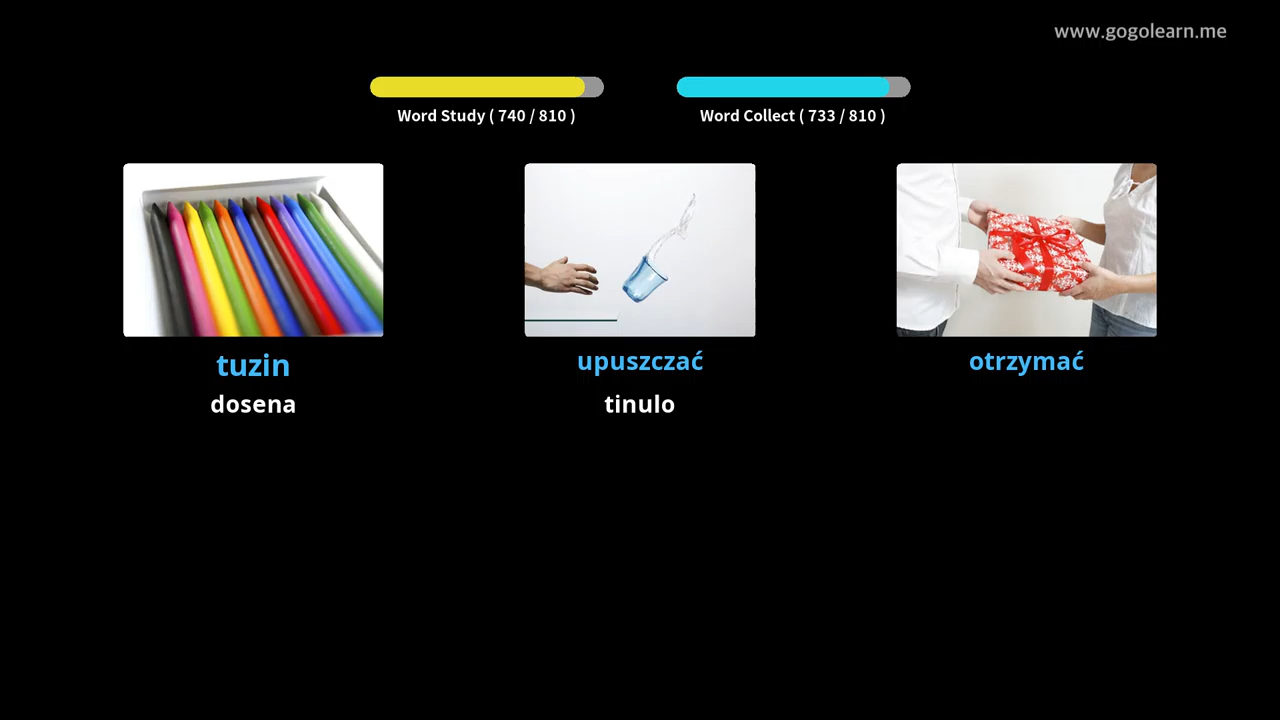 www.gogolearn.me
Word Study ( 740 / 810 )
Word Collect ( 733 / 810 )
tuzin
upuszczać
otrzymać
dosena
tinulo